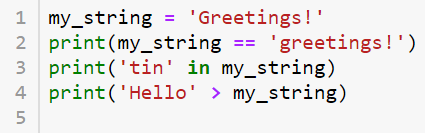 1 my_string = 'Greetings!'
2 print(my_string == 'greetings!')
3 print('tin' in my_string)
4 print('Hello' > my_string)
5